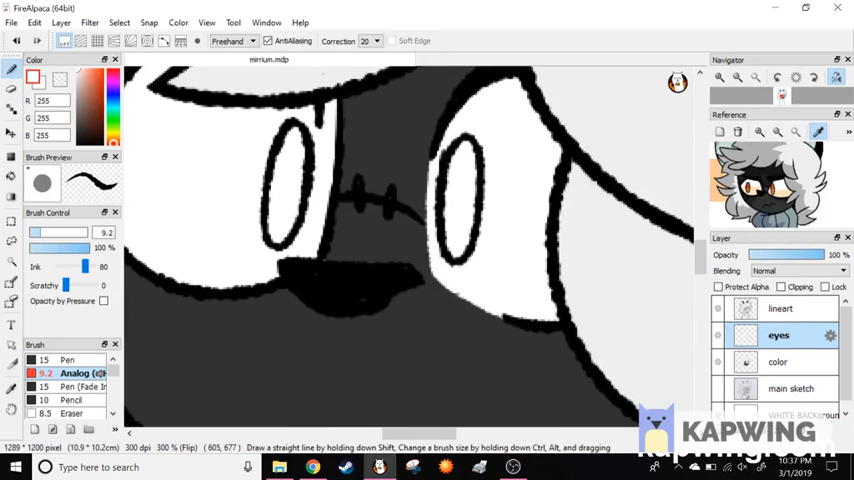 FireAlpaca (64bit)
File Edit Layer Filter Select Snap Color View Tool Window Help
off Freehand AntiAliasing Correction 20 Soft Edge
mirrium.mdp
Color
R 255
G 255
B 255
Brush Preview
Brush Control
9.2
100 %
Ink 80
Scratchy 0
Opacity by Pressure
Brush
15 Pen
9.2 Analog
15 Pen (Fade In
10 Pencil
8.5 Eraser
Navigator
Reference
Layer
Opacity 100 %
Blending Normal
Protect Alpha Clipping Lock
lineart
eyes
color
main sketch
WHITE BACKGROUN
1289 * 1200 pixel (10.9 * 10.2cm) 300 dpi 300 % (Flip) (605, 677) Draw a straight line by holding down Shift, Change a brush size by holding down Ctrl, Alt, and dragging
KAPWING
kapwing.com
Type here to search
10:37 PM
3/1/2019